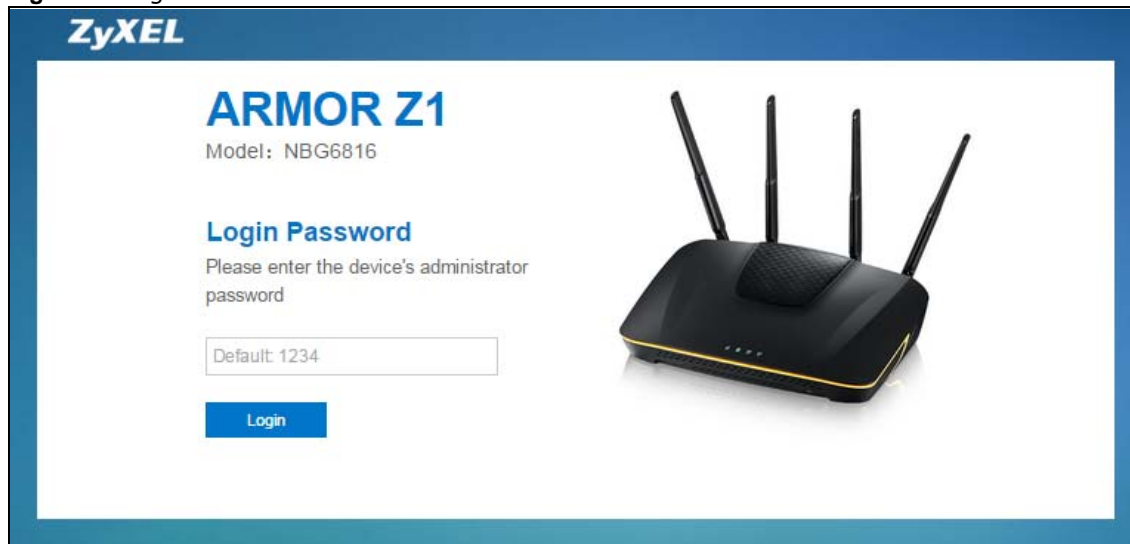 ZyXEL
ARMOR Z1
Model: NBG6816
Login Password
Please enter the device's administrator
password
Default: 1234
Login